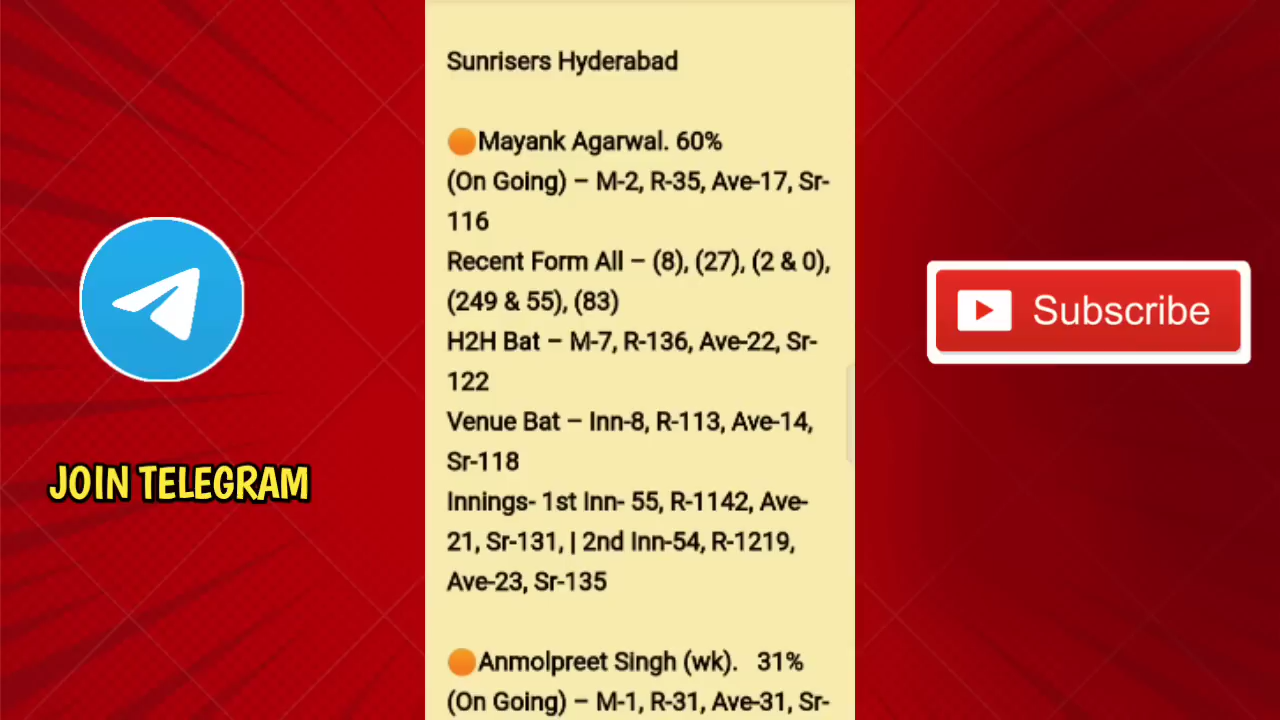 Sunrisers Hyderabad
🟠Mayank Agarwal. 60%
(On Going) – M-2, R-35, Ave-17, Sr-
116
Recent Form All – (8), (27), (2 & 0),
(249 & 55), (83)
H2H Bat – M-7, R-136, Ave-22, Sr-
122
Venue Bat – Inn-8, R-113, Ave-14,
Sr-118
Innings- 1st Inn- 55, R-1142, Ave-
21, Sr-131, | 2nd Inn-54, R-1219,
Ave-23, Sr-135
🟠Anmolpreet Singh (wk). 31%
(On Going) – M-1, R-31, Ave-31, Sr-
JOIN TELEGRAM
Subscribe